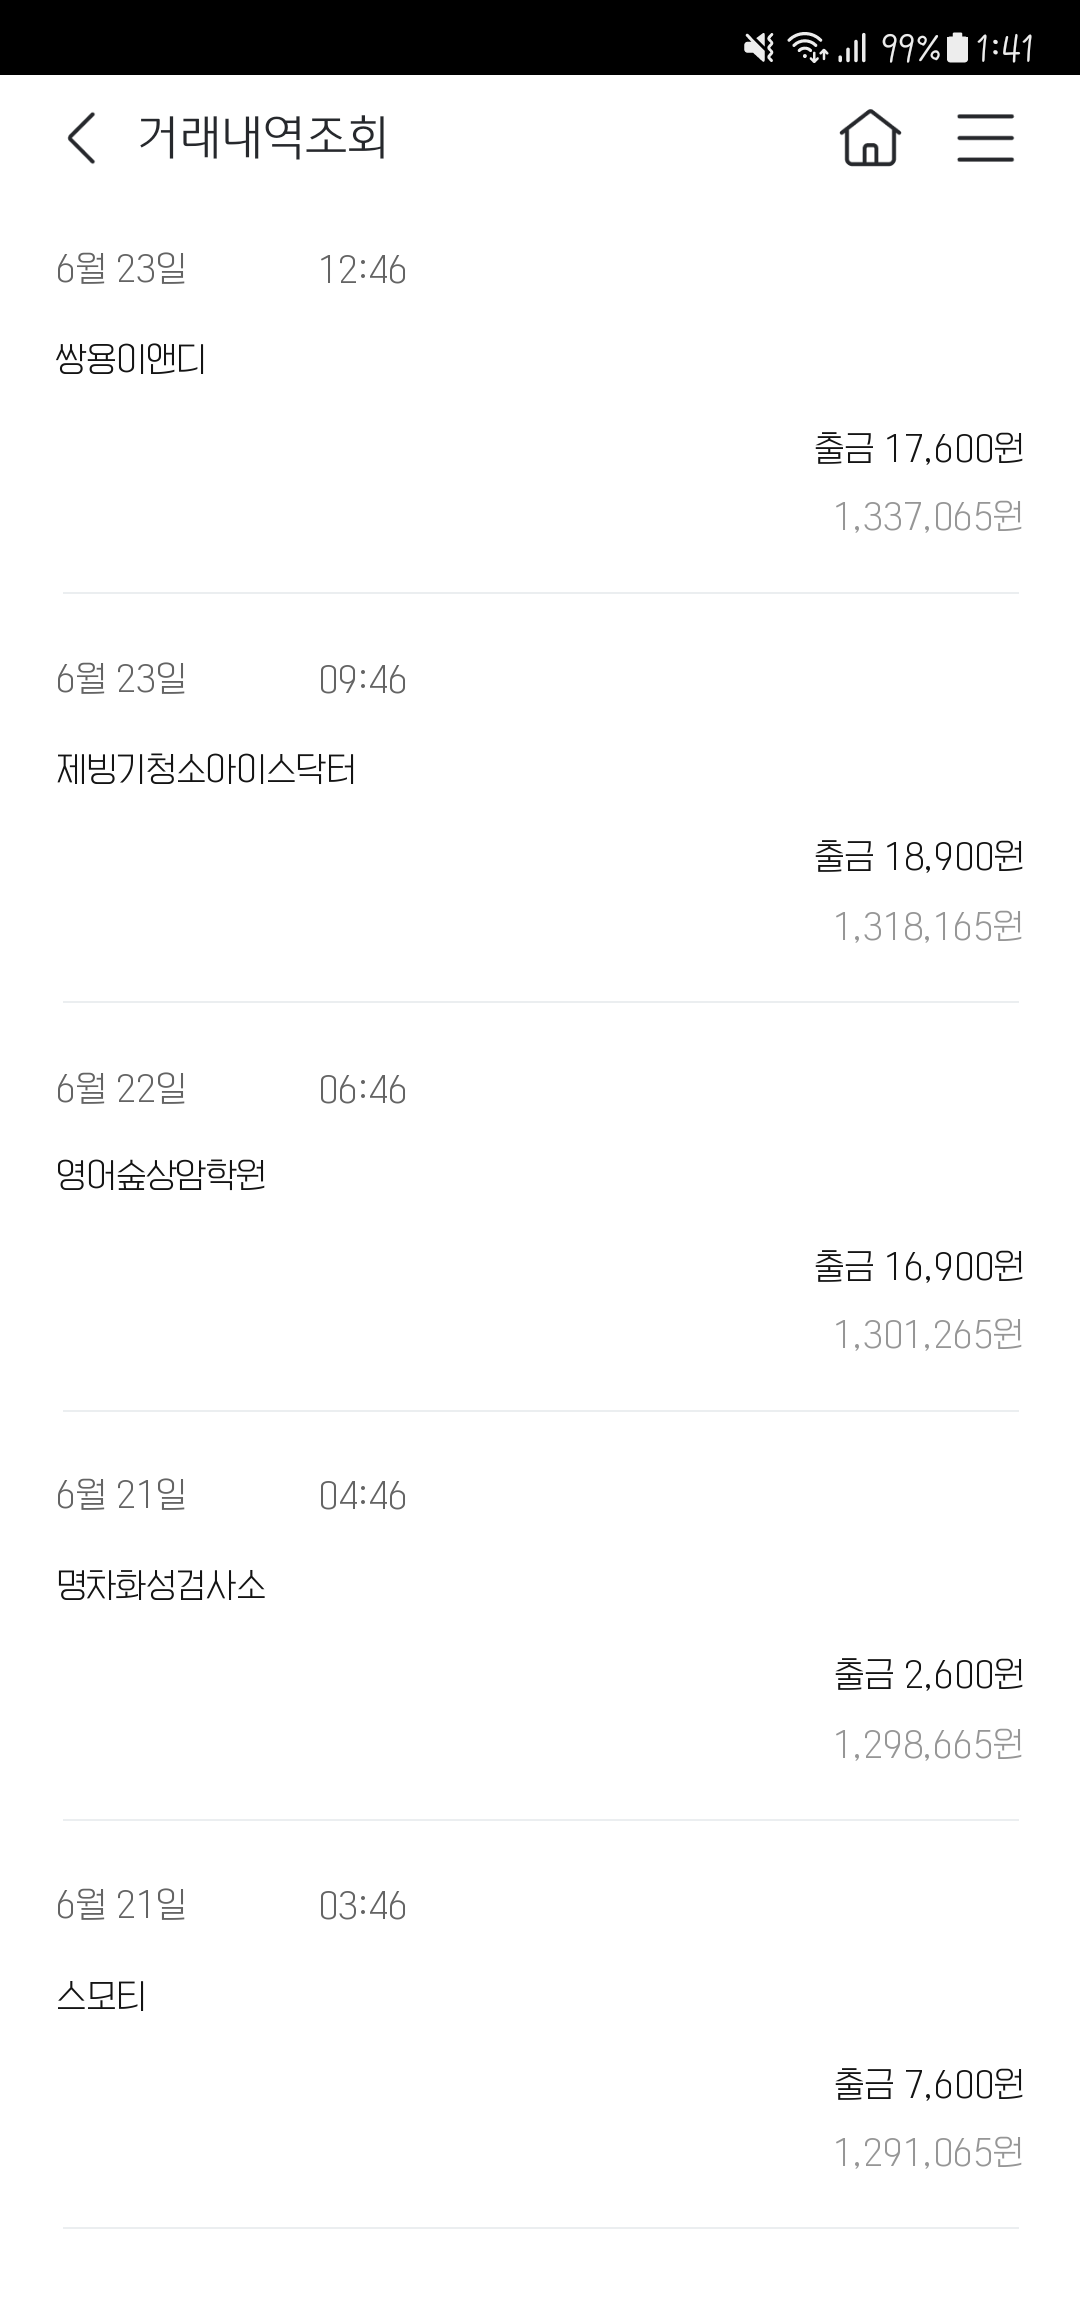 99% 1:41
거래내역조회
6월 23일 12:46
쌍용이앤디
출금 17,600원
1,337,065원
6월 23일 09:46
제빙기청소아이스닥터
출금 18,900원
1,318,165원
6월 22일 06:46
영어숲상암학원
출금 16,900원
1,301,265원
6월 21일 04:46
명차화성검사소
출금 2,600원
1,298,665원
6월 21일 03:46
스모티
출금 7,600원
1,291,065원